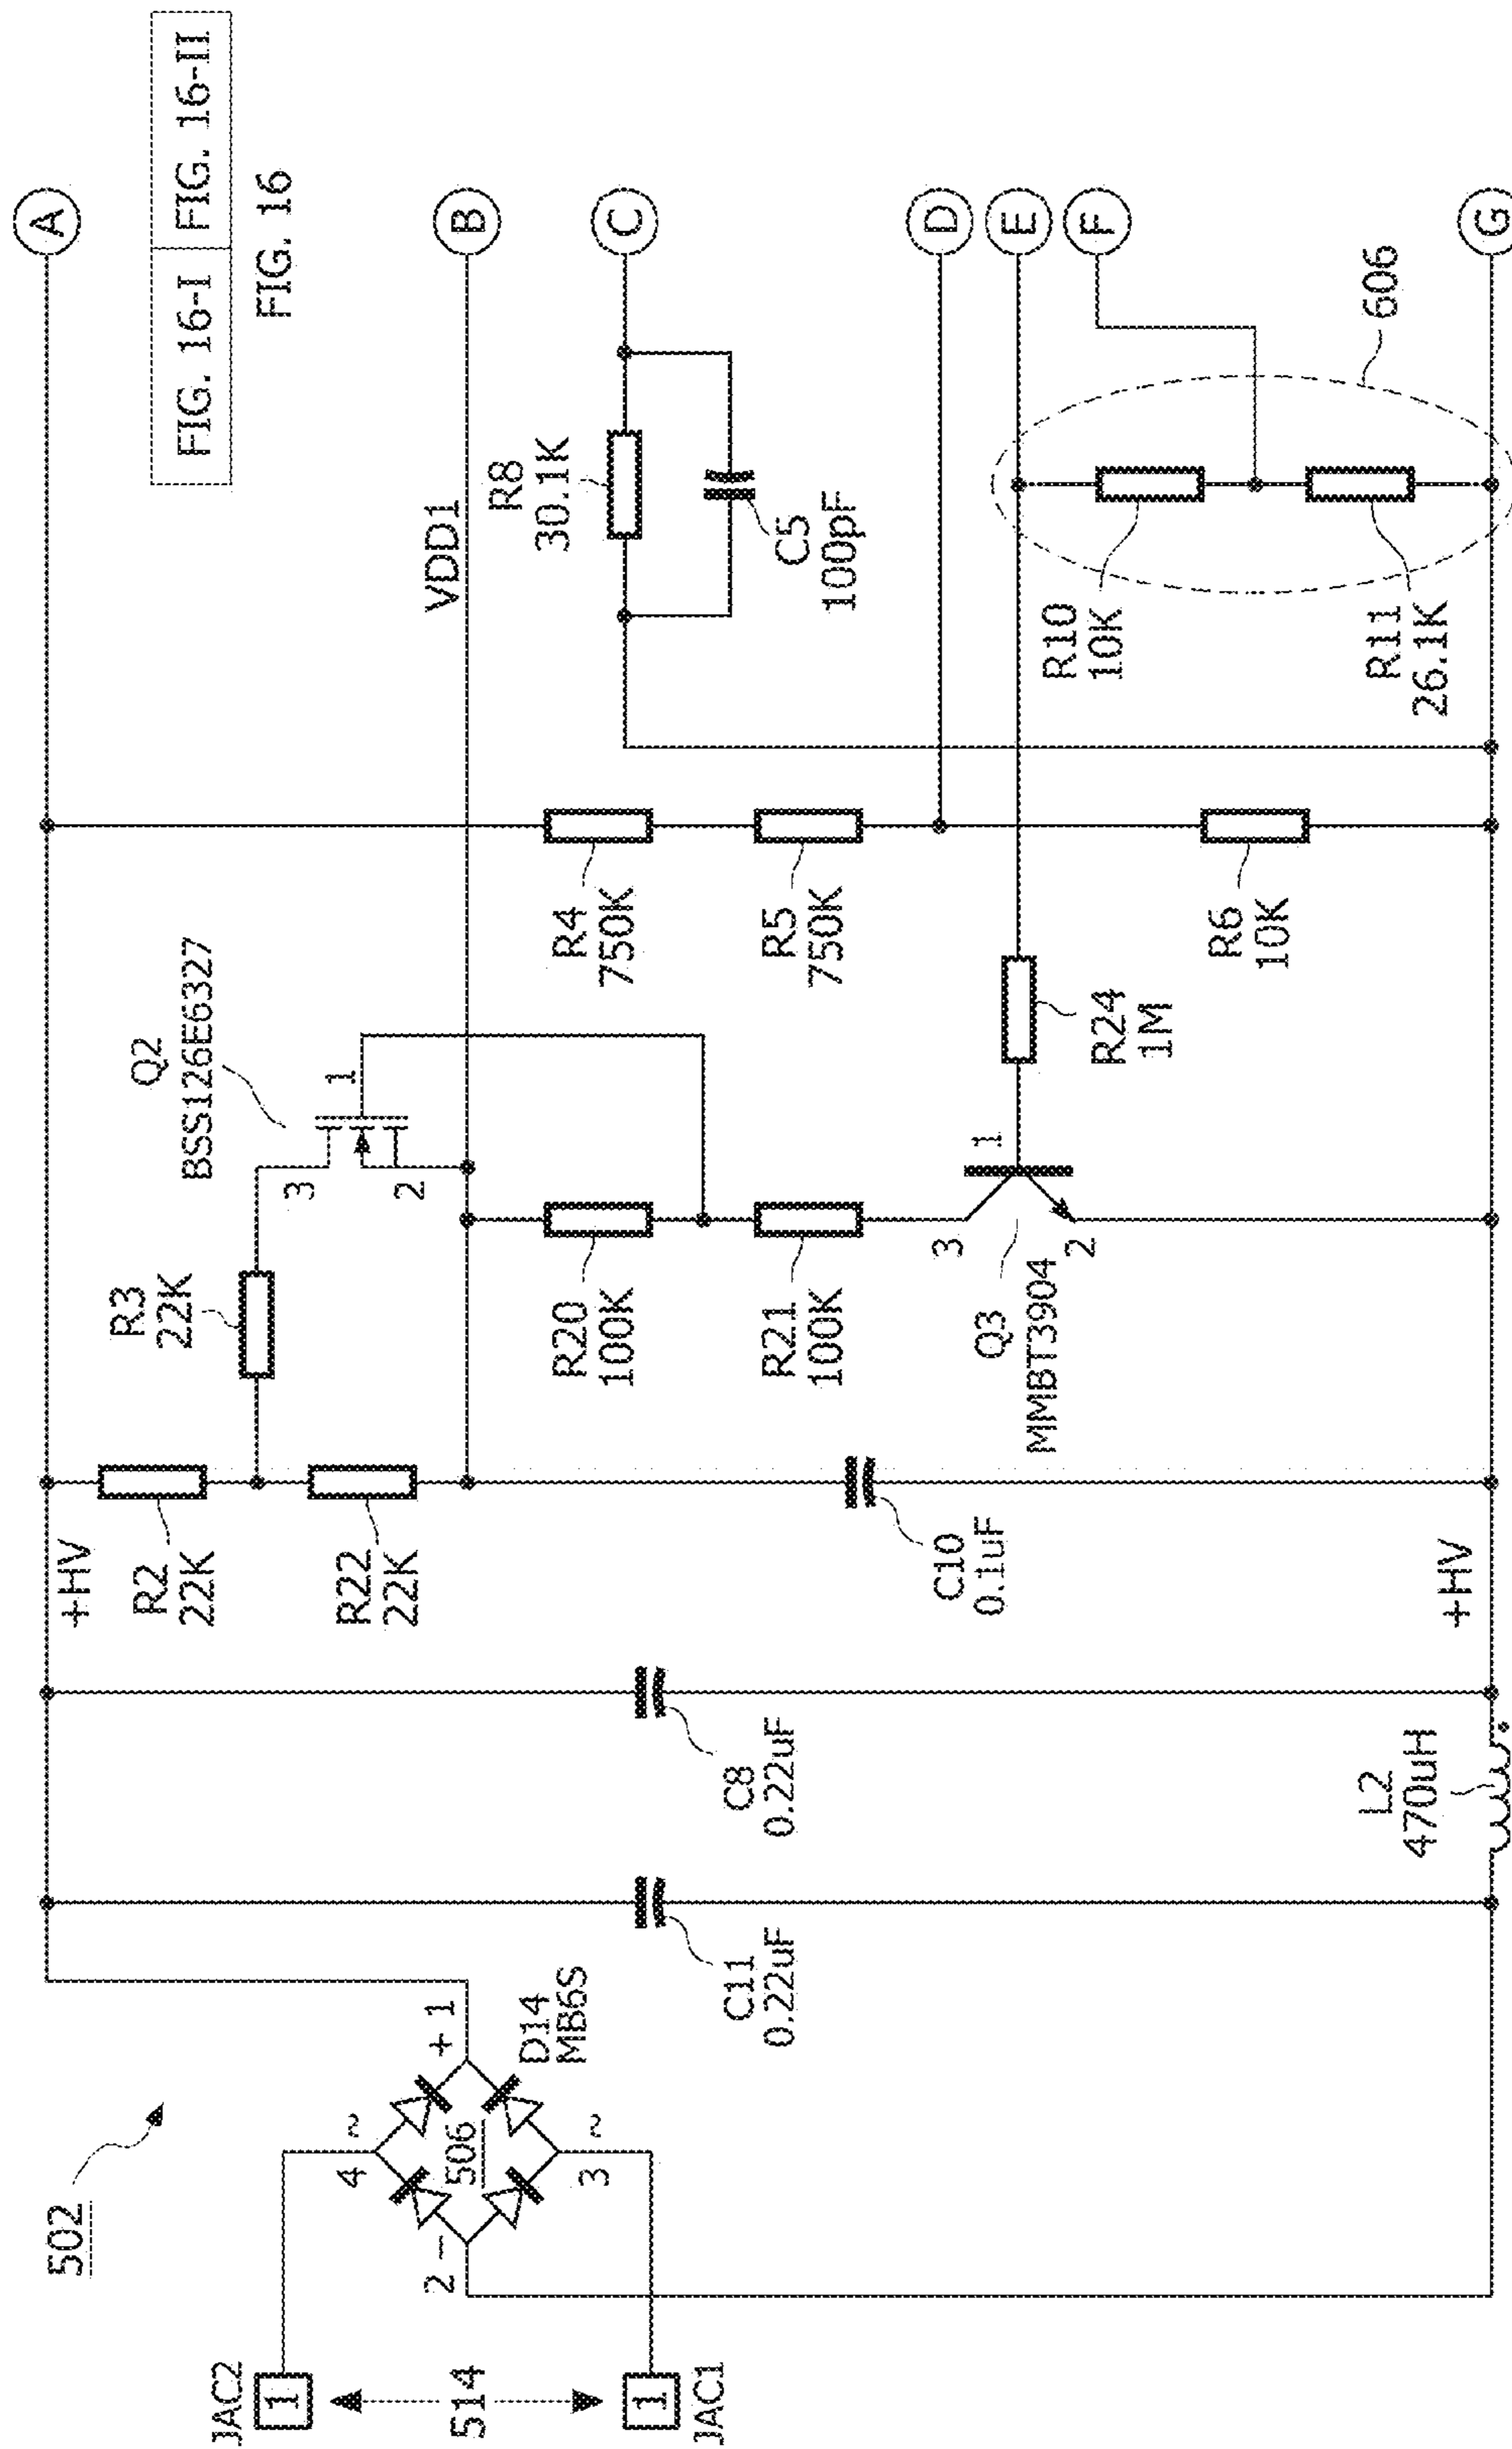 FIG. 16-I FIG. 16-II
FIG. 16
502
JAC2
1
514
1
JAC1
4
~
506
2 −
+ 1
3
~
D14
MB6S
C11
0.22uF
C8
0.22uF
L2
470uH
+HV
+HV
R2
22K
R22
22K
C10
0.1uF
R3
22K
Q2
BSS126E6327
3
1
2
R20
100K
R21
100K
3
1
2
Q3
MMBT3904
R24
1M
R4
750K
R5
750K
R6
10K
VDD1
R8
30.1K
C5
100pF
R10
10K
R11
26.1K
606
A
B
C
D
E
F
G